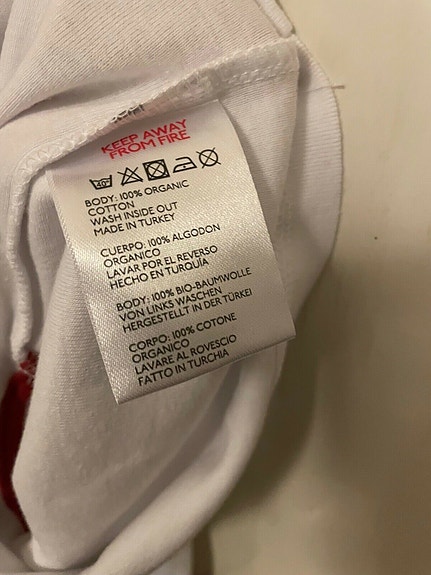 KEEP AWAY
FROM FIRE
40°
BODY: 100% ORGANIC
COTTON
WASH INSIDE OUT
MADE IN TURKEY
CUERPO: 100% ALGODON
ORGANICO
LAVAR POR EL REVERSO
HECHO EN TURQUÍA
BODY: 100% BIO-BAUMWOLLE
VON LINKS WASCHEN
HERGESTELLT IN DER TÜRKEI
CORPO: 100% COTONE
ORGANICO
LAVARE AL ROVESCIO
FATTO IN TURCHIA